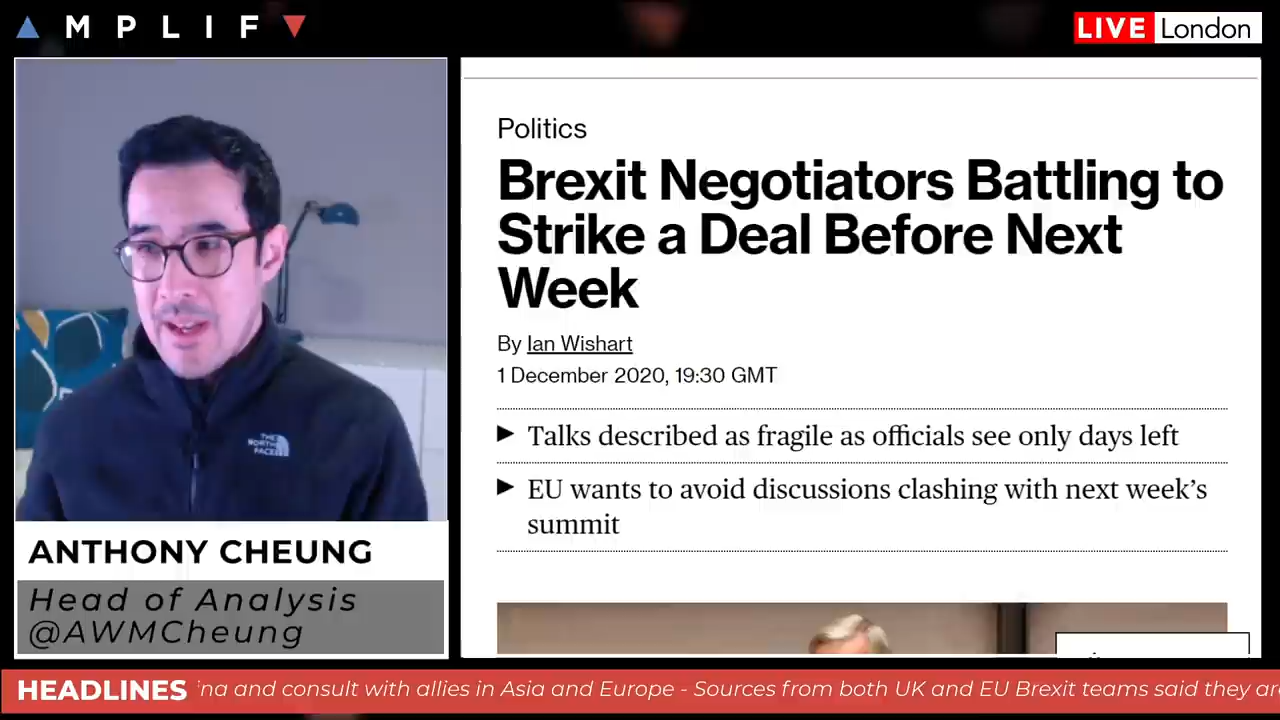 MPLIF
LIVE London
Politics
Brexit Negotiators Battling to
Strike a Deal Before Next
Week
By Ian Wishart
1 December 2020, 19:30 GMT
Talks described as fragile as officials see only days left
EU wants to avoid discussions clashing with next week's
summit
THE
NORTH
FACE
ANTHONY CHEUNG
Head of Analysis
@AWMCheung
HEADLINES and consult with allies in Asia and Europe - Sources from both UK and EU Brexit teams said they